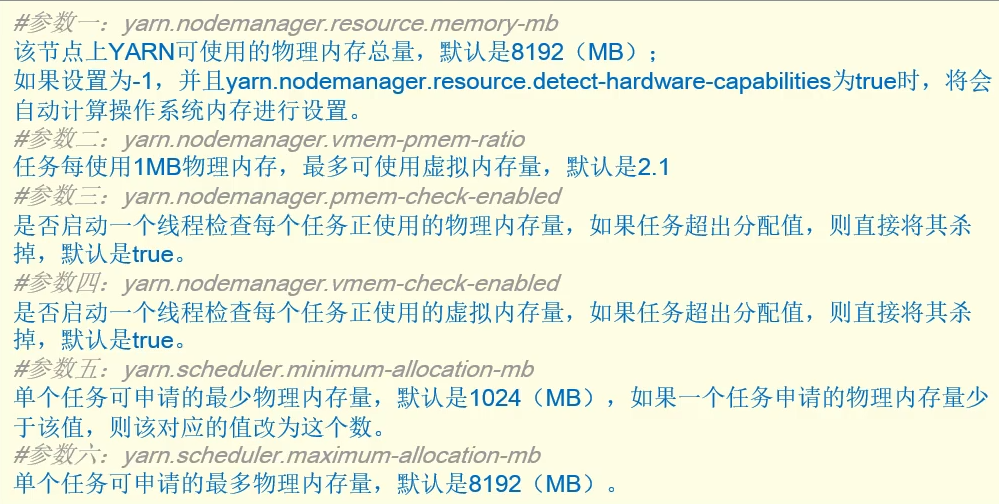 #参数一：yarn.nodemanager.resource.memory-mb
该节点上YARN可使用的物理内存总量，默认是8192（MB）；
如果设置为-1，并且yarn.nodemanager.resource.detect-hardware-capabilities为true时，将会
自动计算操作系统内存进行设置。
#参数二：yarn.nodemanager.vmem-pmem-ratio
任务每使用1MB物理内存，最多可使用虚拟内存量，默认是2.1
#参数三：yarn.nodemanager.pmem-check-enabled
是否启动一个线程检查每个任务正使用的物理内存量，如果任务超出分配值，则直接将其杀
掉，默认是true。
#参数四：yarn.nodemanager.vmem-check-enabled
是否启动一个线程检查每个任务正使用的虚拟内存量，如果任务超出分配值，则直接将其杀
掉，默认是true。
#参数五：yarn.scheduler.minimum-allocation-mb
单个任务可申请的最少物理内存量，默认是1024（MB），如果一个任务申请的物理内存量少
于该值，则该对应的值改为这个数。
#参数六：yarn.scheduler.maximum-allocation-mb
单个任务可申请的最多物理内存量，默认是8192（MB）。